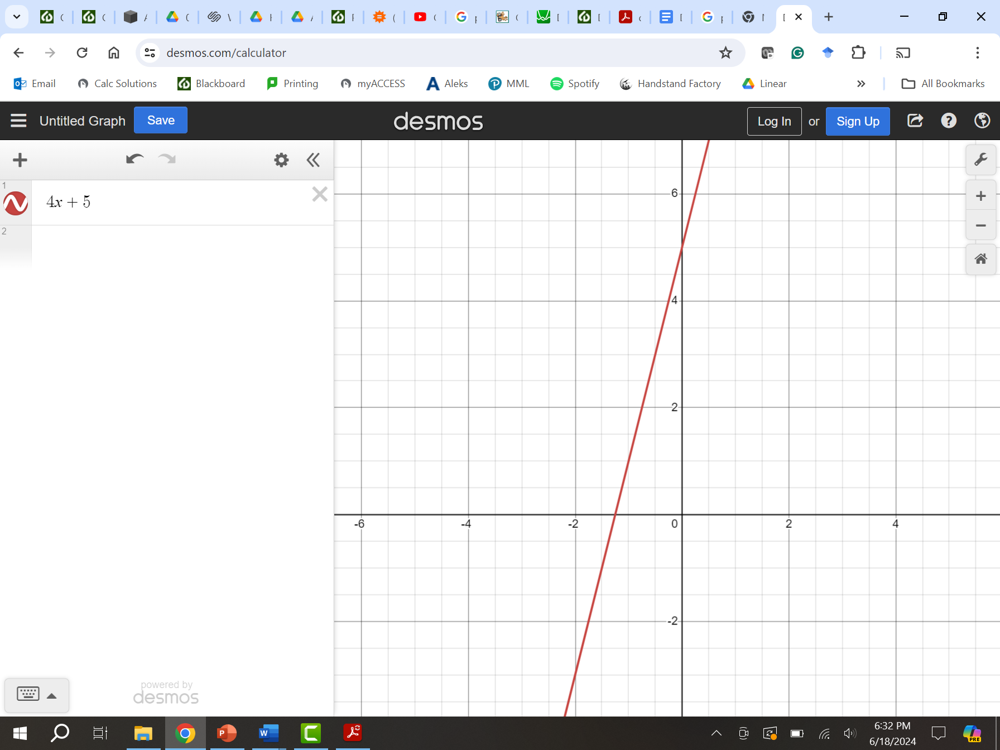 desmos.com/calculator
Email Calc Solutions Blackboard Printing myACCESS Aleks MML Spotify Handstand Factory Linear All Bookmarks
Untitled Graph Save desmos Log In or Sign Up
1
4x + 5
2
6
4
2
-6 -4 -2 0 2 4
-2
powered by
desmos
6:32 PM
6/18/2024
PRE